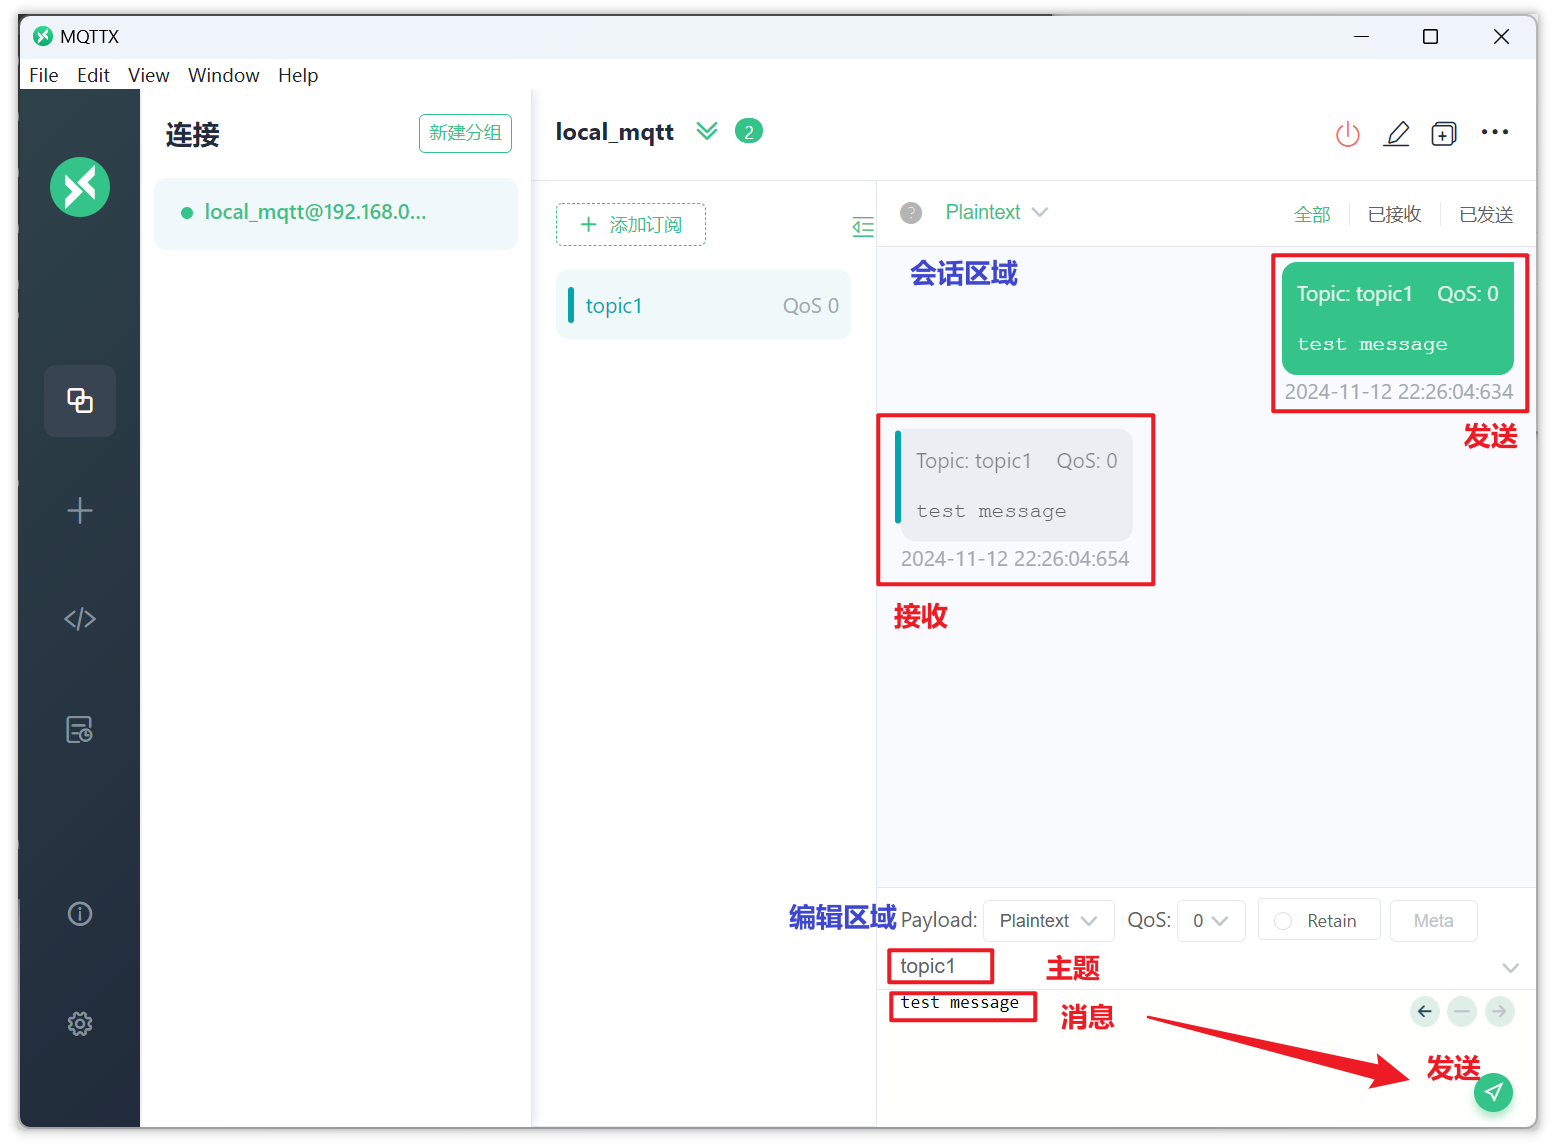 MQTTX
File Edit View Window Help
连接
新建分组
local_mqtt@192.168.0...
local_mqtt 2
添加订阅
topic1 QoS 0
? Plaintext
全部 已接收 已发送
会话区域
Topic: topic1 QoS: 0
test message
2024-11-12 22:26:04:634
发送
Topic: topic1 QoS: 0
test message
2024-11-12 22:26:04:654
接收
编辑区域
Payload: Plaintext QoS: 0 Retain Meta
topic1 主题
test message 消息
发送